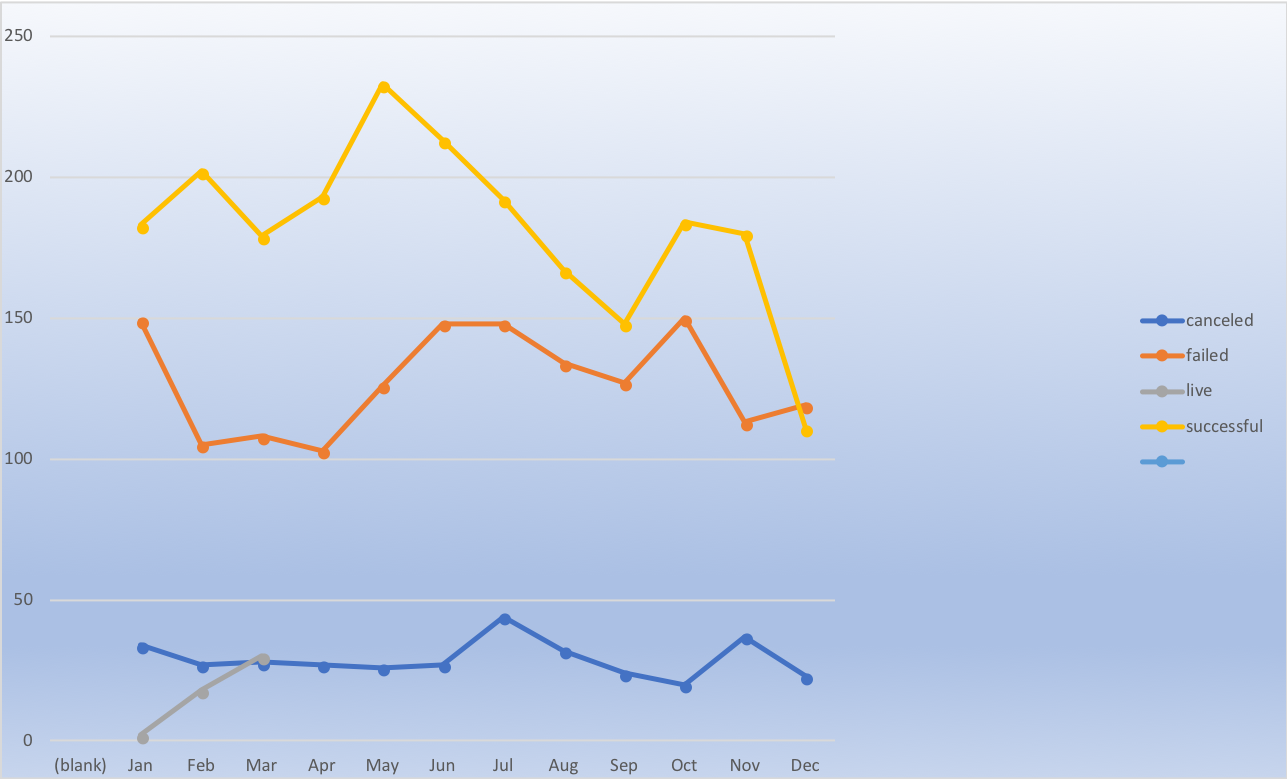 250
200
150
100
50
0
(blank) Jan Feb Mar Apr May Jun Jul Aug Sep Oct Nov Dec
canceled
failed
live
successful